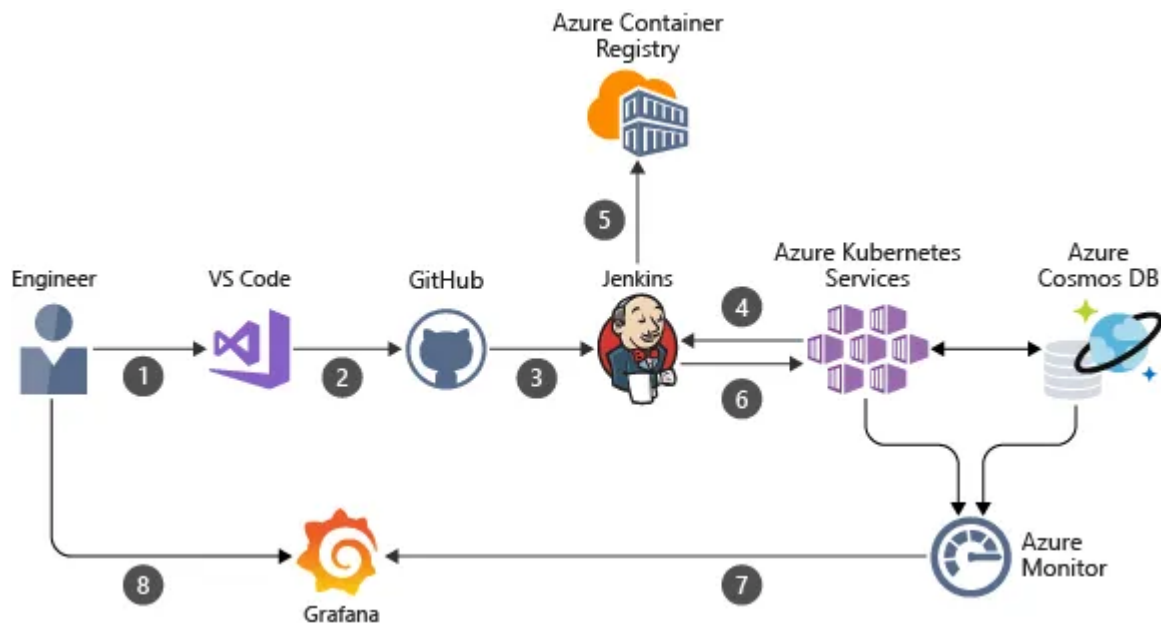 Azure Container
Registry
5
Engineer
VS Code
GitHub
Jenkins
Azure Kubernetes
Services
Azure
Cosmos DB
1
2
3
4
6
Azure
Monitor
8
7
Grafana